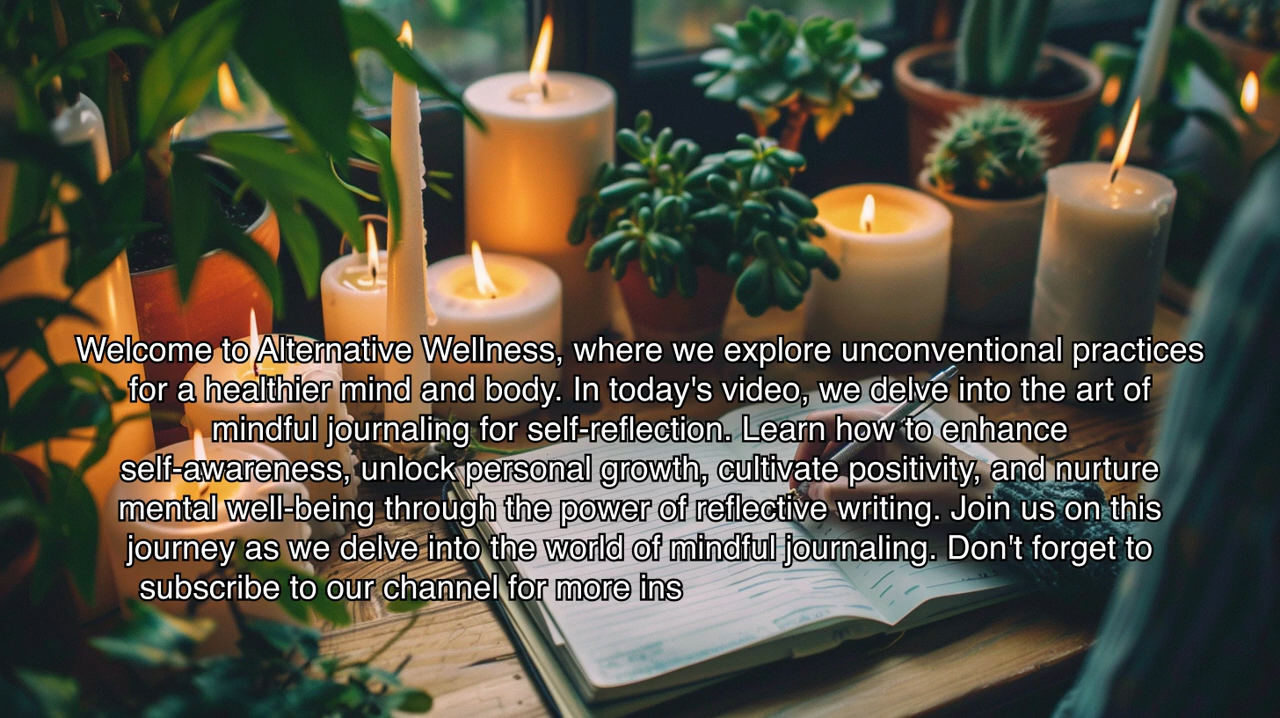 Welcome to Alternative Wellness, where we explore unconventional practices
for a healthier mind and body. In today's video, we delve into the art of
mindful journaling for self-reflection. Learn how to enhance
self-awareness, unlock personal growth, cultivate positivity, and nurture
mental well-being through the power of reflective writing. Join us on this
journey as we delve into the world of mindful journaling. Don't forget to
subscribe to our channel for more ins